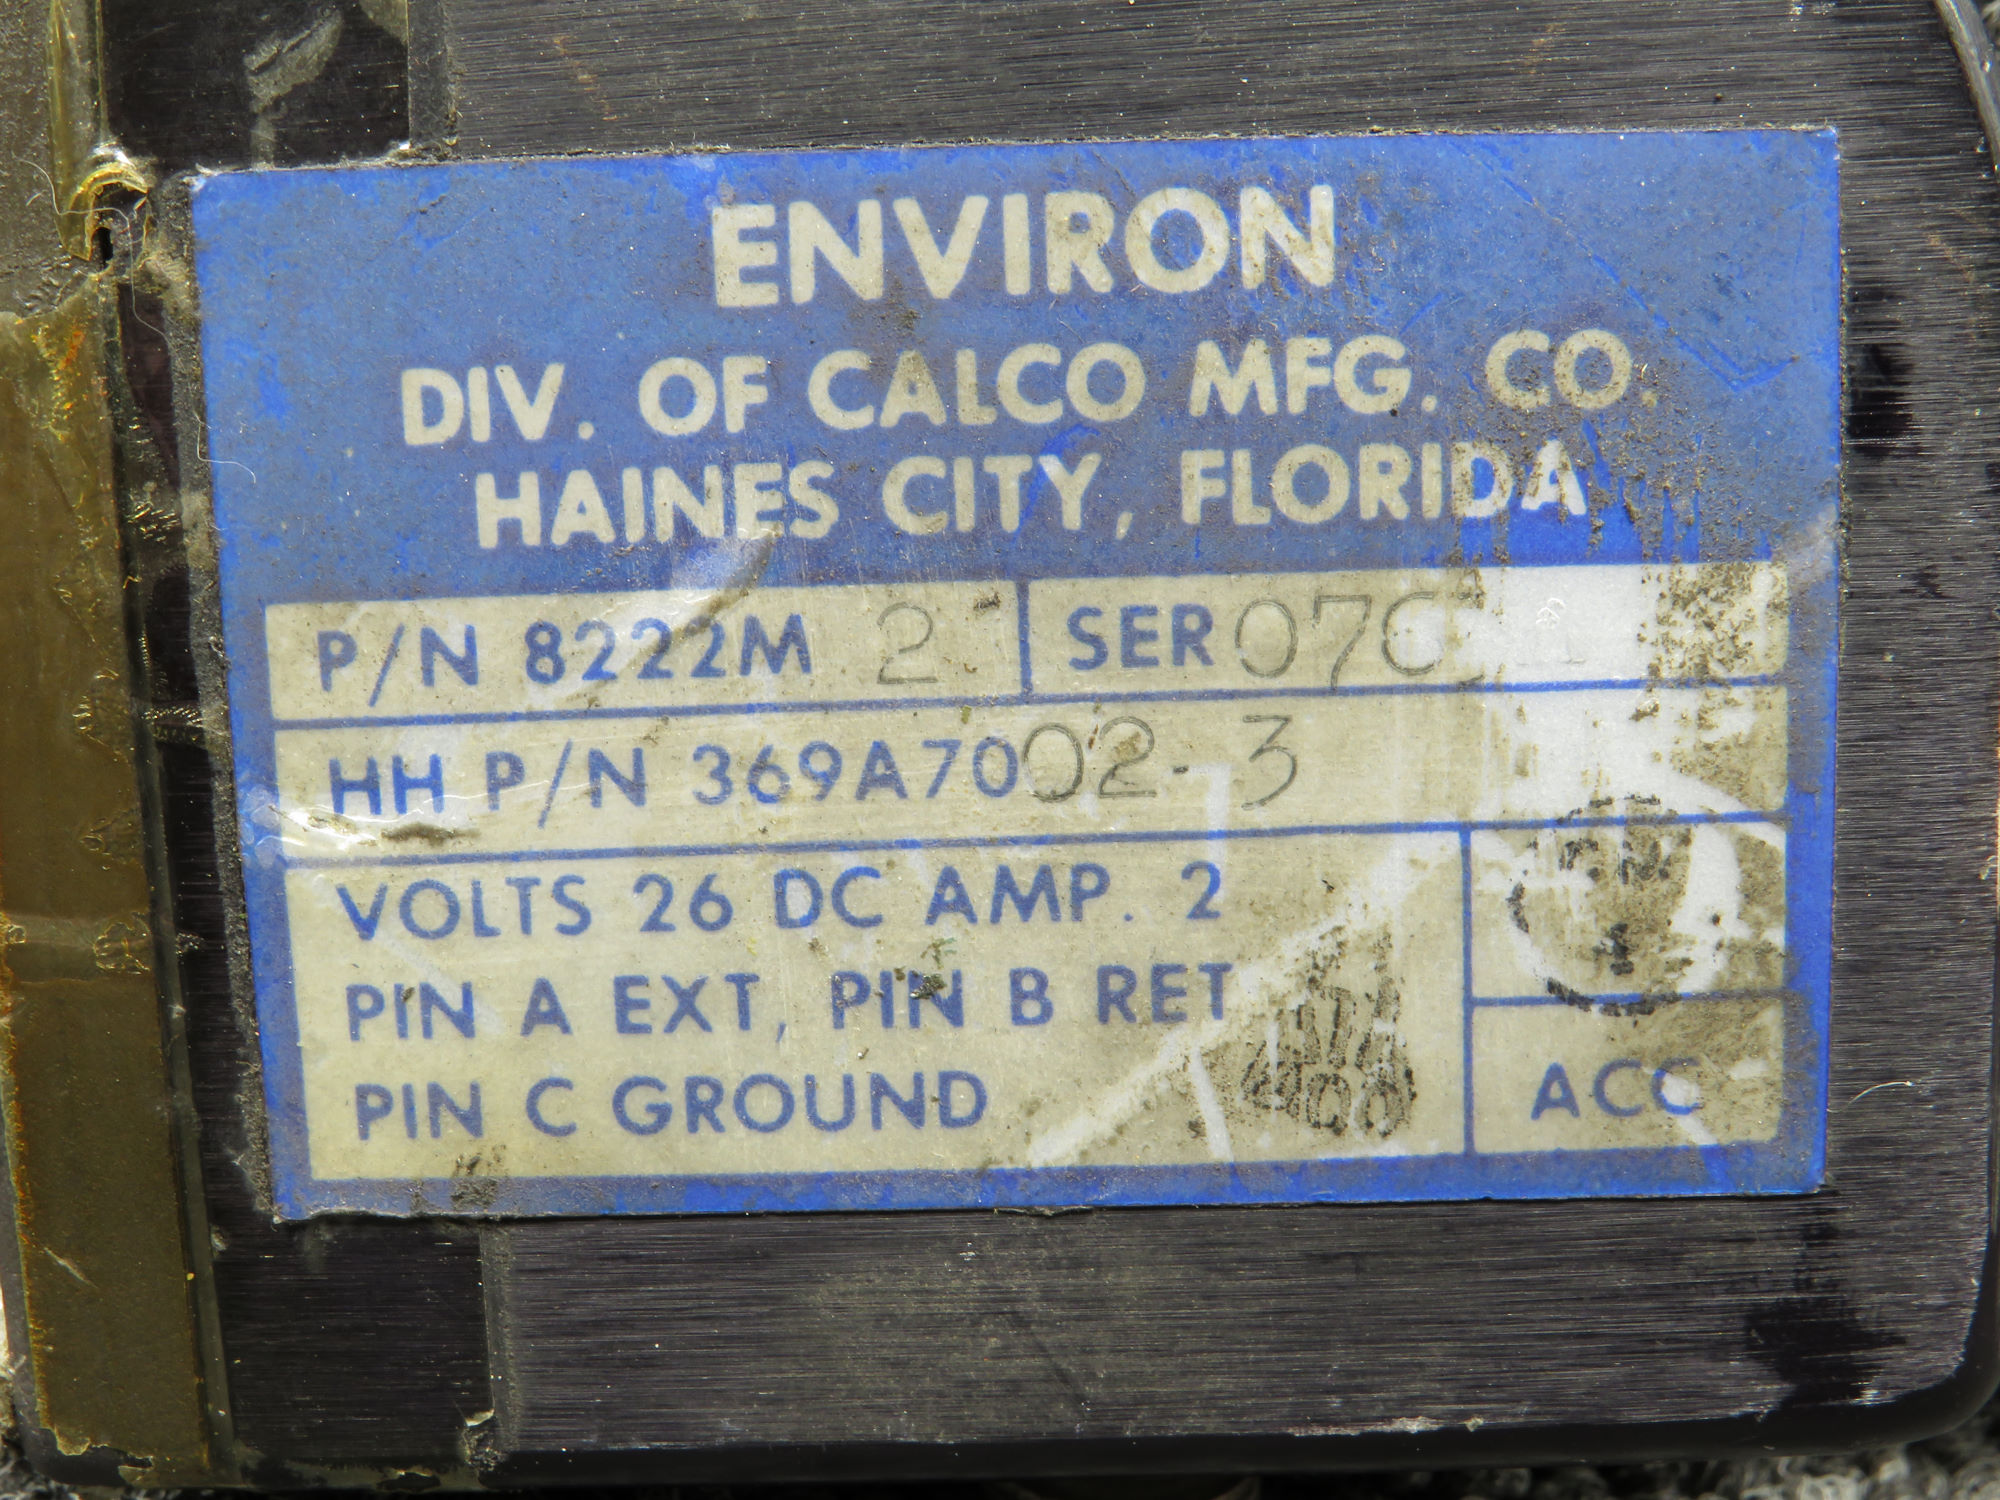 ENVIRON
DIV. OF CALCO MFG. CO.
HAINES CITY, FLORIDA
P/N 8222M 2 SER
HH P/N 369A7002-3
VOLTS 26 DC AMP. 2
PIN A EXT, PIN B RET
PIN C GROUND
ACC